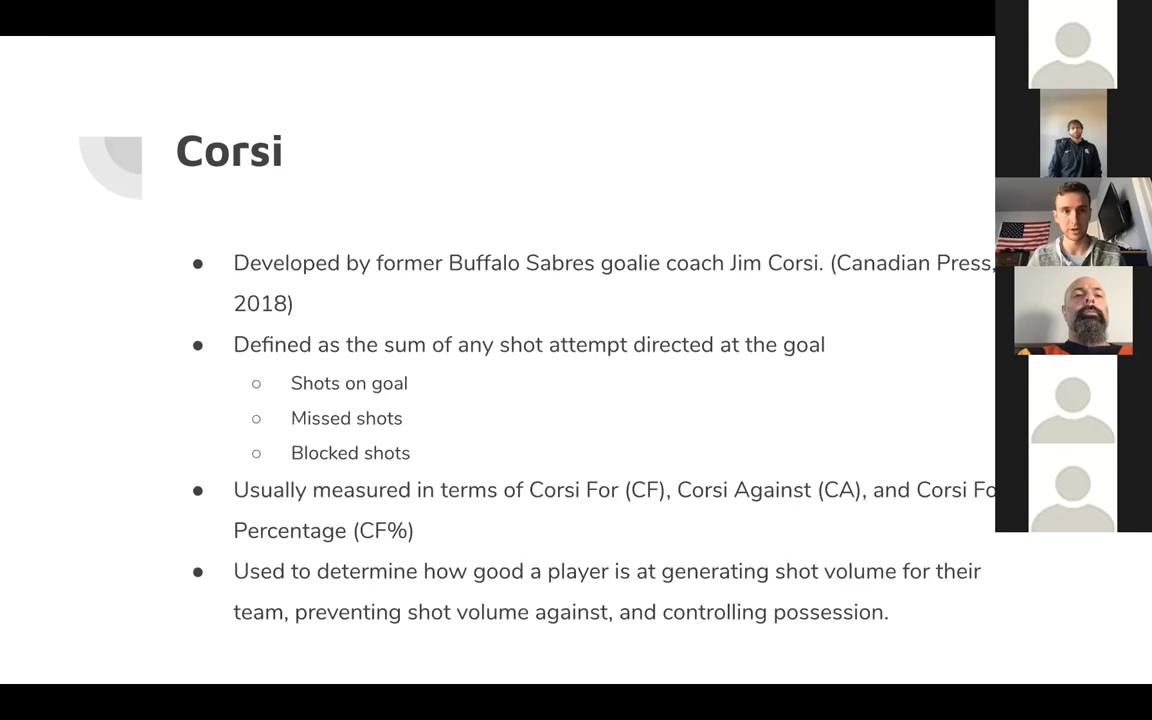 Corsi
● Developed by former Buffalo Sabres goalie coach Jim Corsi. (Canadian Press,
2018)
● Defined as the sum of any shot attempt directed at the goal
○ Shots on goal
○ Missed shots
○ Blocked shots
● Usually measured in terms of Corsi For (CF), Corsi Against (CA), and Corsi Fo
Percentage (CF%)
● Used to determine how good a player is at generating shot volume for their
team, preventing shot volume against, and controlling possession.